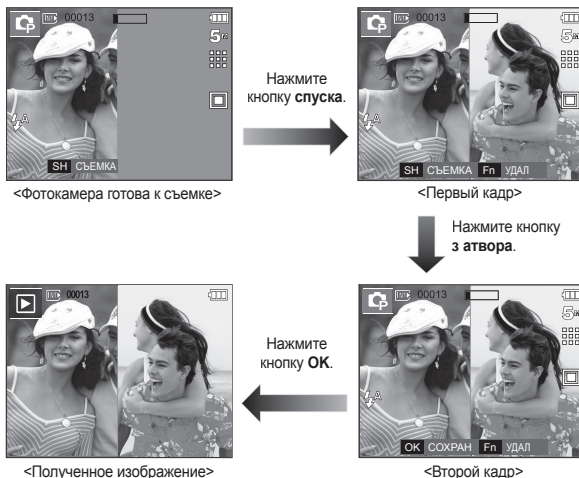 00013
5M
SH СЪЕМКА
<Фотокамера готова к съемке>
Нажмите
кнопку спуска.
00013
SH СЪЕМКА Fn УДАЛ
<Первый кадр>
Нажмите кнопку
з атвора.
00013
OK СОХРАН Fn УДАЛ
<Второй кадр>
Нажмите
кнопку OK.
00013
<Полученное изображение>